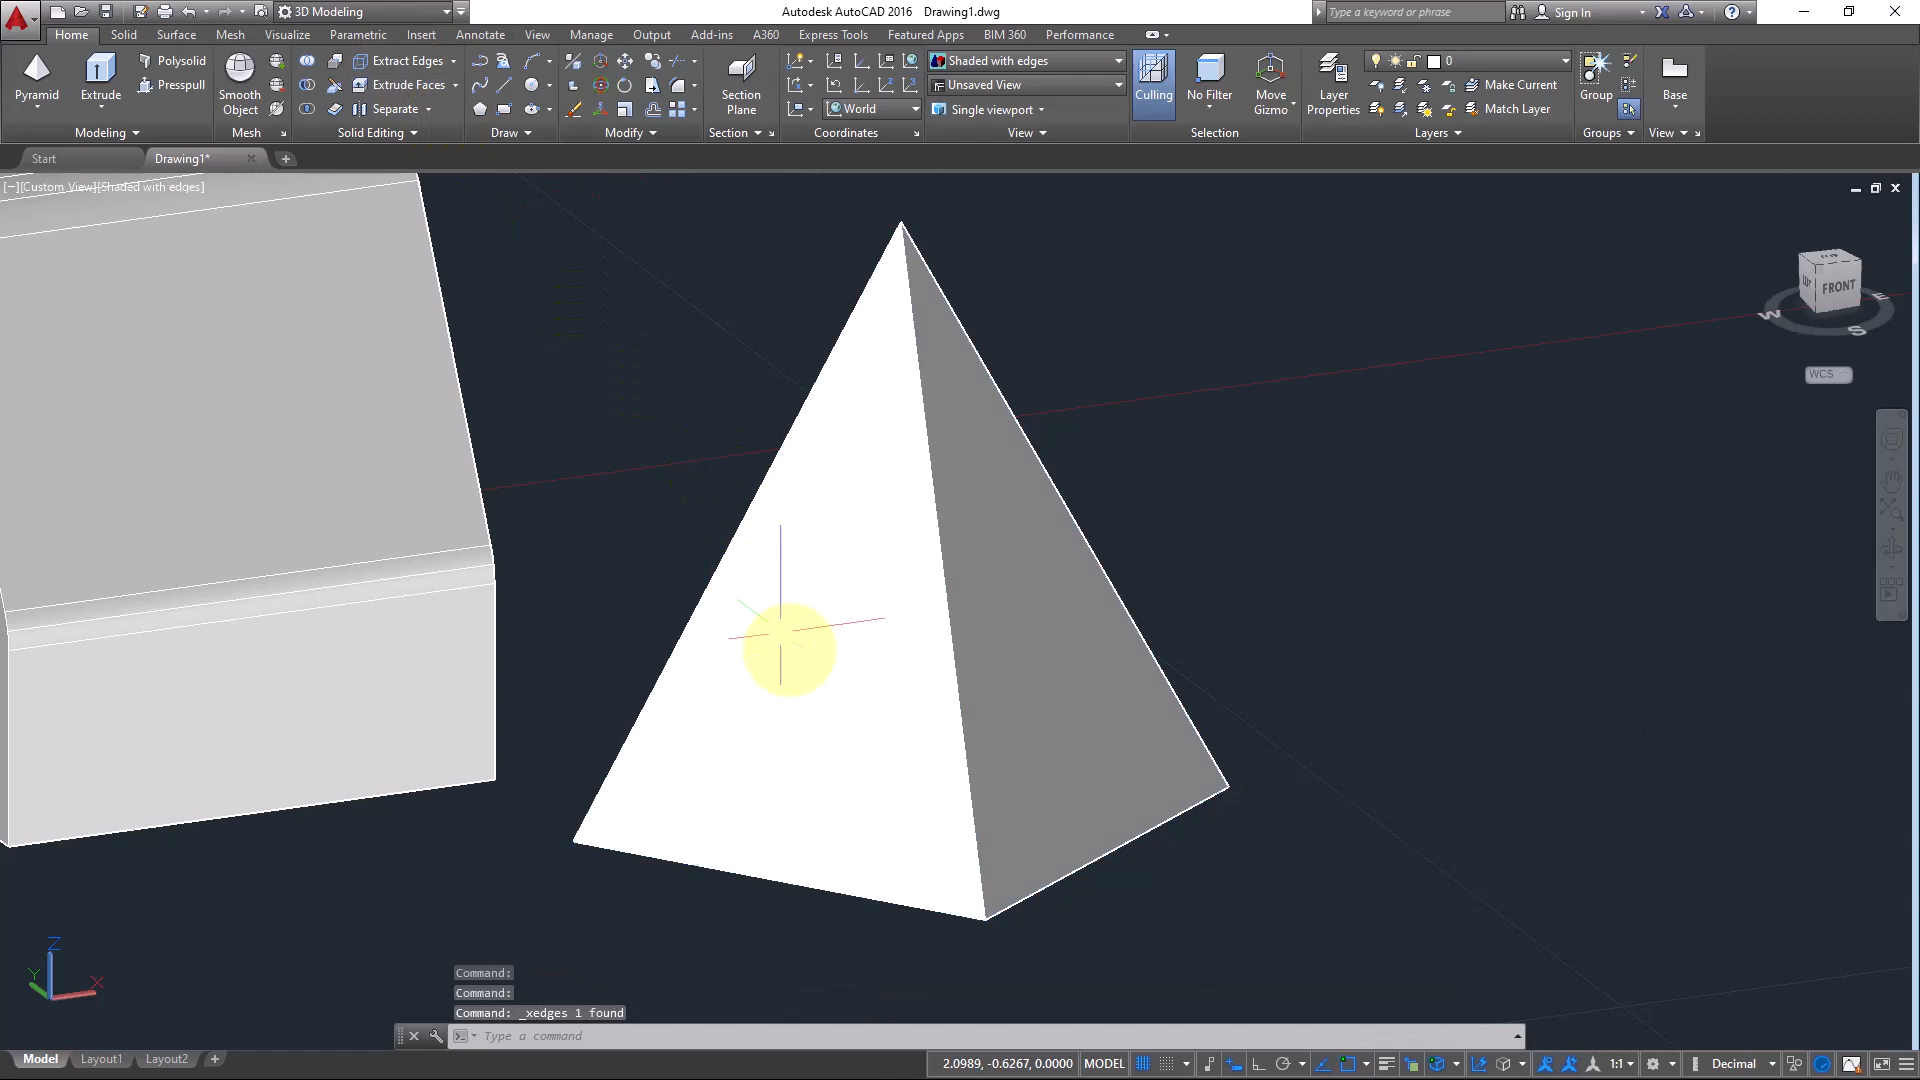 3D Modeling
Autodesk AutoCAD 2016 Drawing1.dwg
Type a keyword or phrase
Sign In
Home Solid Surface Mesh Visualize Parametric Insert Annotate View Manage Output Add-ins A360 Express Tools Featured Apps BIM 360 Performance
Pyramid
Extrude
Polysolid
Presspull
Smooth
Object
Extract Edges
Extrude Faces
Separate
Section
Plane
World
Shaded with edges
Unsaved View
Single viewport
Culling
No Filter
Move
Gizmo
Layer
Properties
0
Make Current
Match Layer
Group
Base
Modeling Mesh Solid Editing Draw Modify Section Coordinates View Selection Layers Groups View
Start
Drawing1*
[−][Custom View][Shaded with edges]
FRONT
W
S
E
WCS
Z
Y
X
Command:
Command:
Command: _xedges 1 found
Type a command
Model Layout1 Layout2
2.0989, -0.6267, 0.0000 MODEL
1:1
Decimal